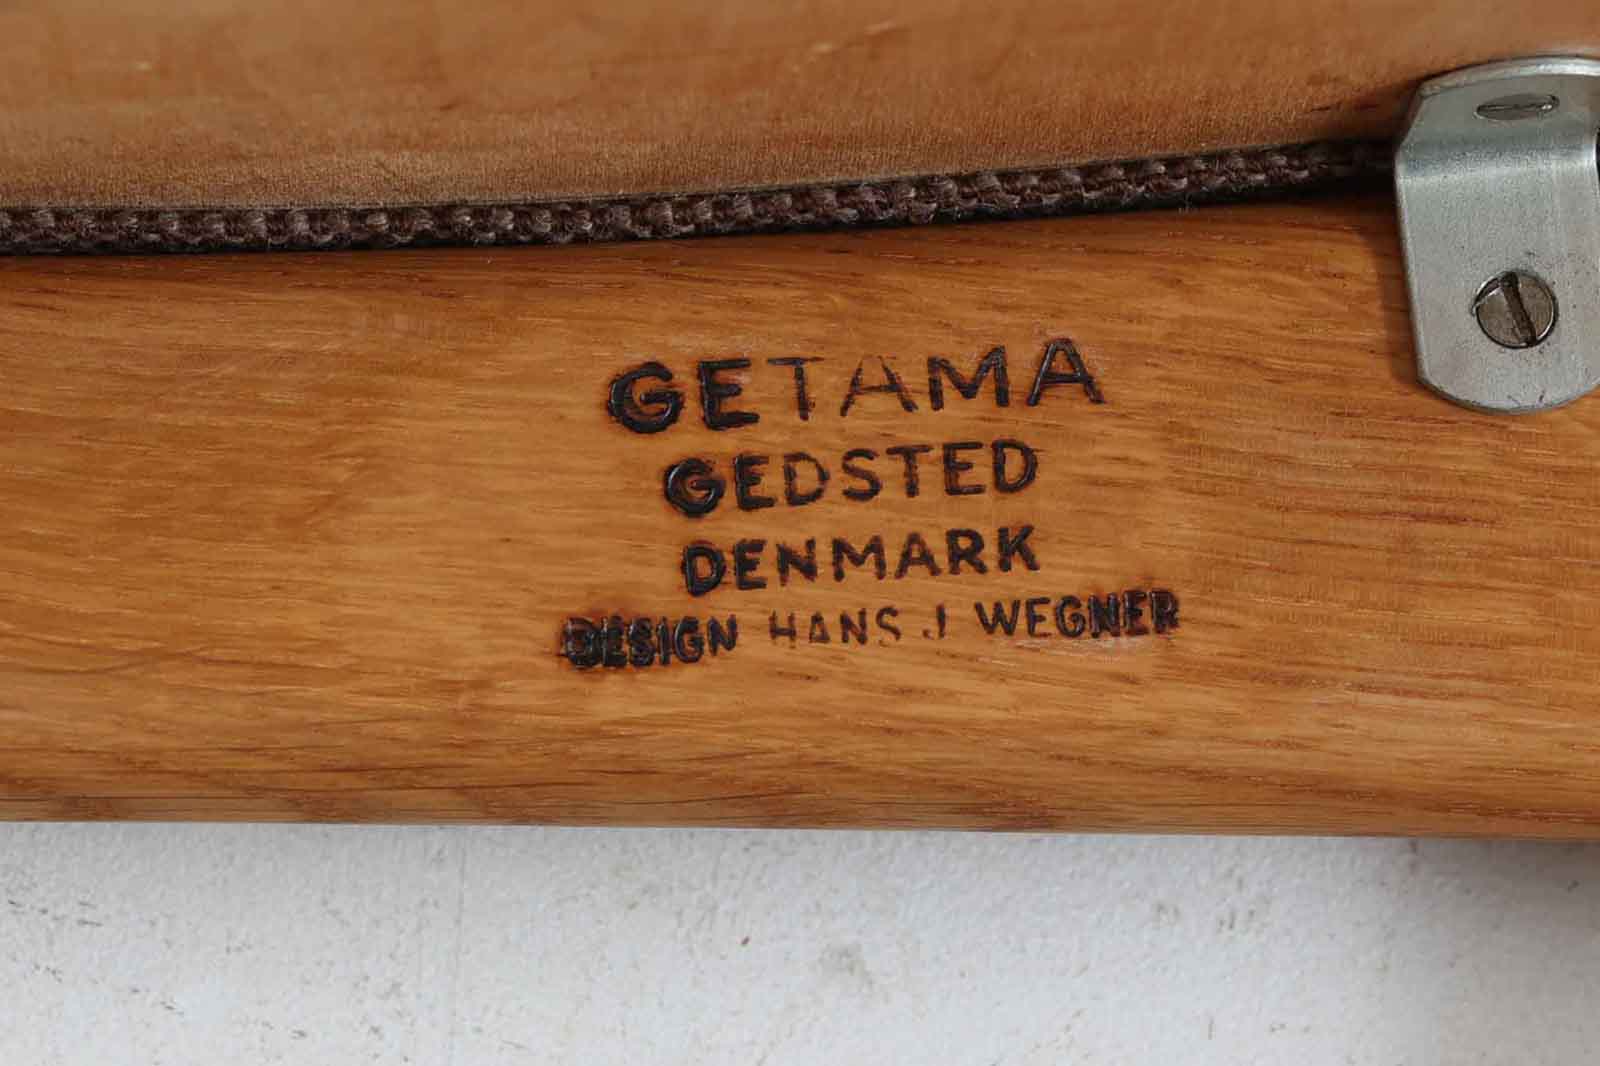 GETAMA
GEDSTED
DENMARK
DESIGN HANS J WEGNER